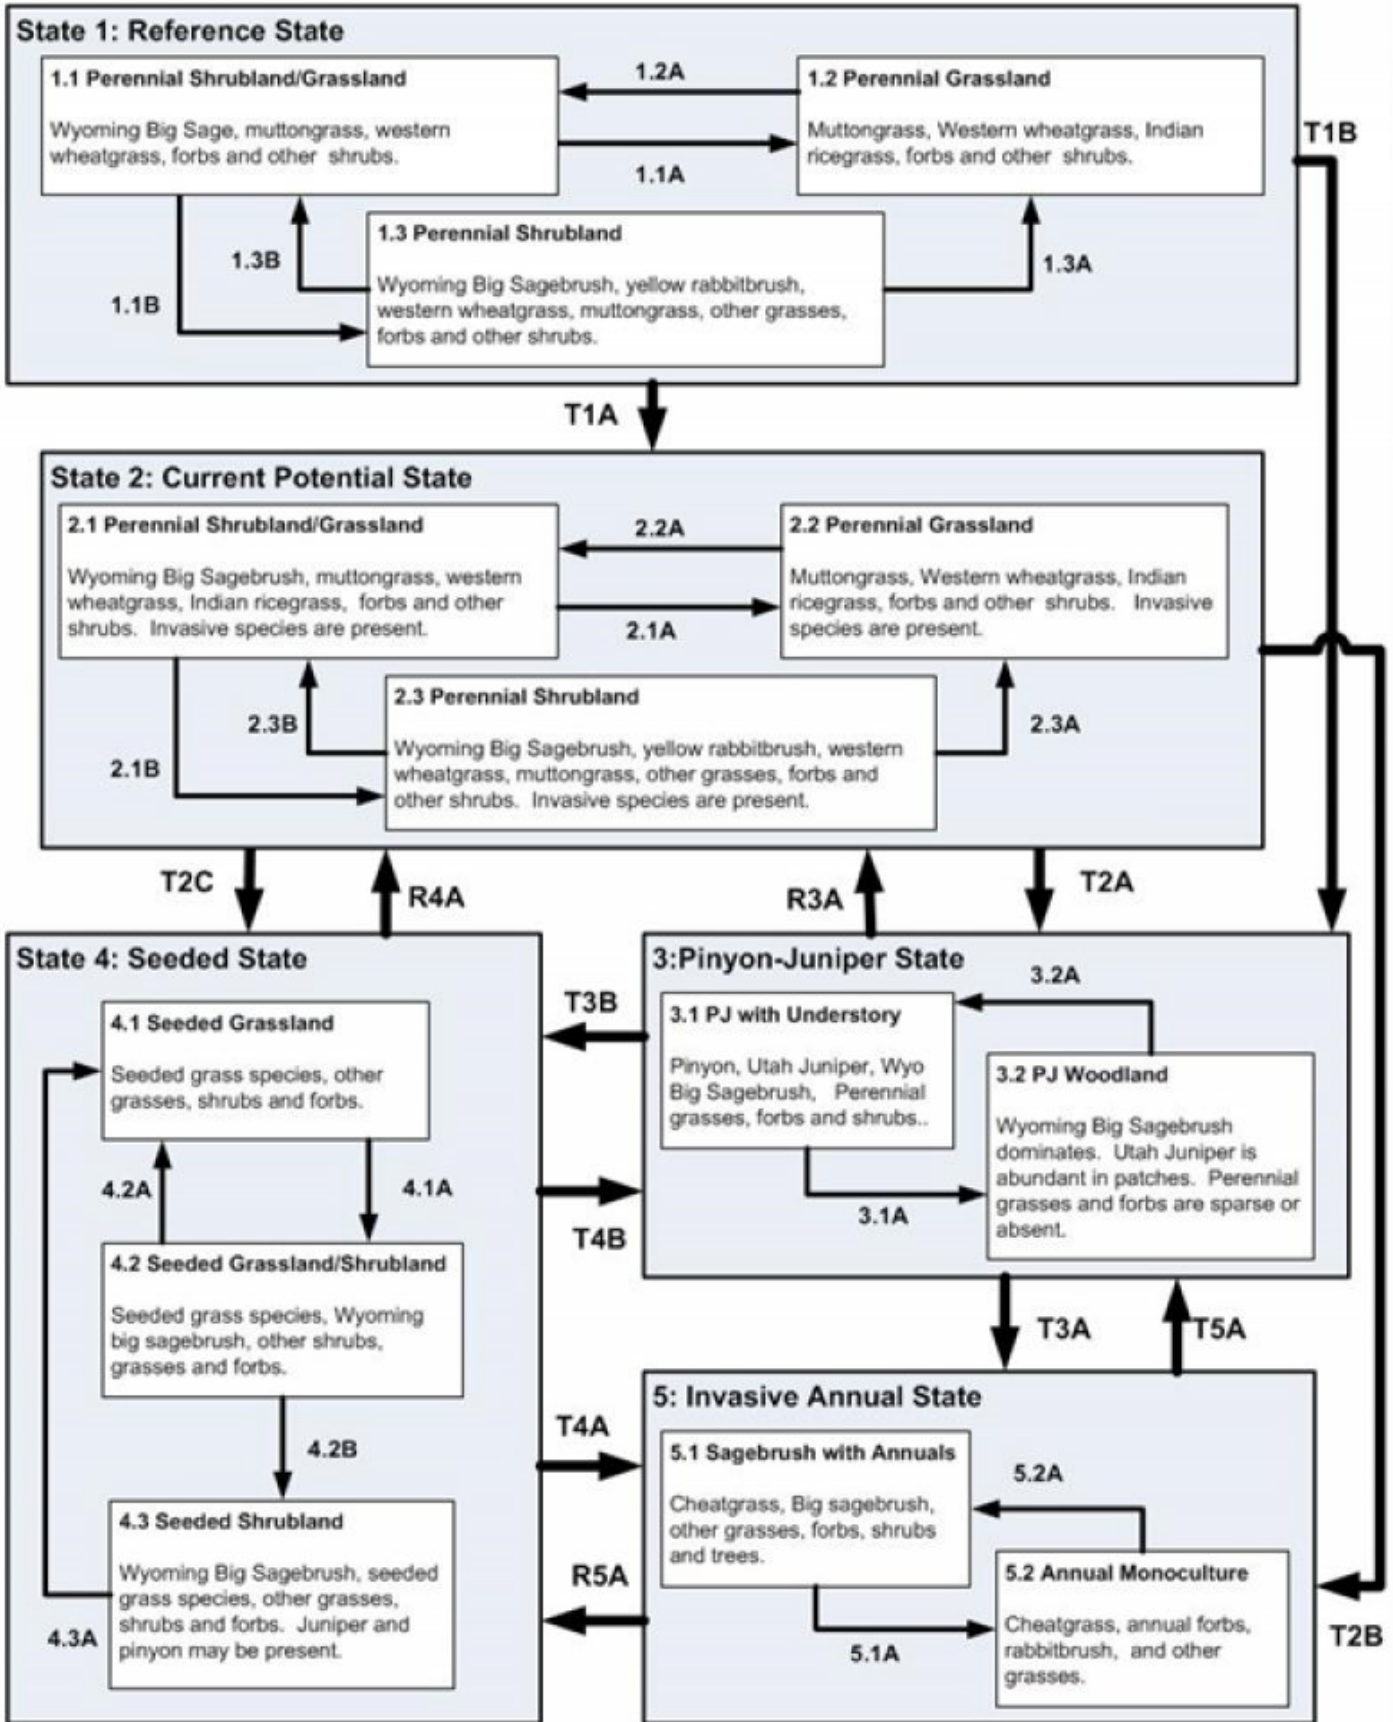 State 1: Reference State
1.1 Perennial Shrubland/Grassland
Wyoming Big Sage, muttongrass, western
wheatgrass, forbs and other shrubs.
1.2A
1.1A
1.2 Perennial Grassland
Muttongrass, Western wheatgrass, Indian
ricegrass, forbs and other shrubs.
T1B
1.3 Perennial Shrubland
Wyoming Big Sagebrush, yellow rabbitbrush,
western wheatgrass, muttongrass, other grasses,
forbs and other shrubs.
1.3B
1.1B
1.3A
T1A
State 2: Current Potential State
2.1 Perennial Shrubland/Grassland
Wyoming Big Sagebrush, muttongrass, western
wheatgrass, Indian ricegrass, forbs and other
shrubs. Invasive species are present.
2.2A
2.1A
2.2 Perennial Grassland
Muttongrass, Western wheatgrass, Indian
ricegrass, forbs and other shrubs. Invasive
species are present.
2.3 Perennial Shrubland
Wyoming Big Sagebrush, yellow rabbitbrush, western
wheatgrass, muttongrass, other grasses, forbs and
other shrubs. Invasive species are present.
2.3B
2.1B
2.3A
T2C
R4A
R3A
T2A
State 4: Seeded State
4.1 Seeded Grassland
Seeded grass species, other
grasses, shrubs and forbs.
4.2A
4.1A
4.2 Seeded Grassland/Shrubland
Seeded grass species, Wyoming
big sagebrush, other shrubs,
grasses and forbs.
4.2B
4.3 Seeded Shrubland
Wyoming Big Sagebrush, seeded
grass species, other grasses,
shrubs and forbs. Juniper and
pinyon may be present.
4.3A
T3B
T4B
T4A
R5A
3:Pinyon-Juniper State
3.2A
3.1 PJ with Understory
Pinyon, Utah Juniper, Wyo
Big Sagebrush, Perennial
grasses, forbs and shrubs..
3.1A
3.2 PJ Woodland
Wyoming Big Sagebrush
dominates. Utah Juniper is
abundant in patches. Perennial
grasses and forbs are sparse or
absent.
T3A
T5A
5: Invasive Annual State
5.1 Sagebrush with Annuals
Cheatgrass, Big sagebrush,
other grasses, forbs, shrubs
and trees.
5.2A
5.1A
5.2 Annual Monoculture
Cheatgrass, annual forbs,
rabbitbrush, and other
grasses.
T2B